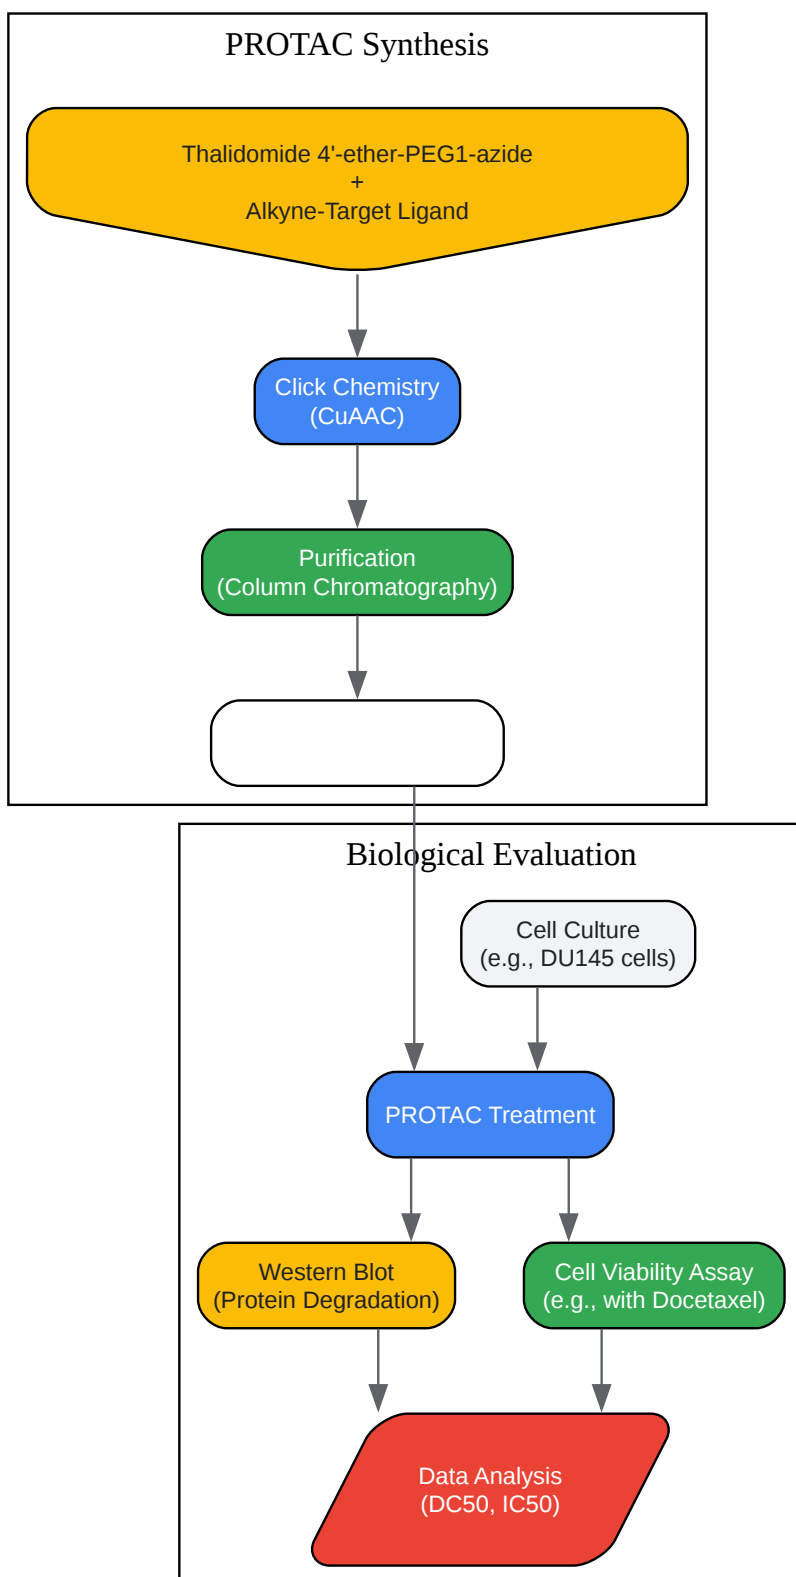 PROTAC Synthesis
Thalidomide 4'-ether-PEG1-azide
+
Alkyne-Target Ligand
Click Chemistry
(CuAAC)
Purification
(Column Chromatography)
Biological Evaluation
Cell Culture
(e.g., DU145 cells)
PROTAC Treatment
Western Blot
(Protein Degradation)
Cell Viability Assay
(e.g., with Docetaxel)
Data Analysis
(DC50, IC50)